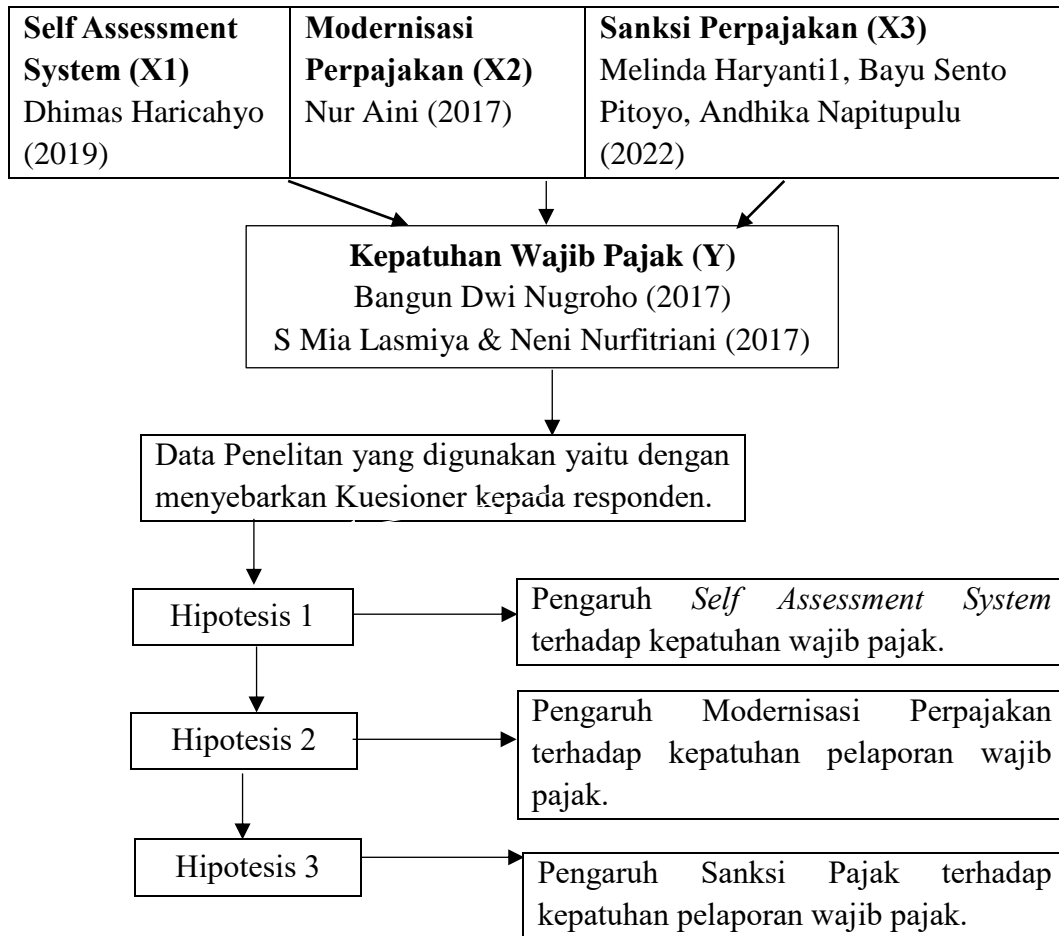 Self Assessment
System (X1)
Dhimas Haricahyo
(2019)
Modernisasi
Perpajakan (X2)
Nur Aini (2017)
Sanksi Perpajakan (X3)
Melinda Haryanti1, Bayu Sento
Pitoyo, Andhika Napitupulu
(2022)
Kepatuhan Wajib Pajak (Y)
Bangun Dwi Nugroho (2017)
S Mia Lasmiya & Neni Nurfitriani (2017)
Data Penelitan yang digunakan yaitu dengan
menyebarkan Kuesioner kepada responden.
Hipotesis 1
Pengaruh Self Assessment System
terhadap kepatuhan wajib pajak.
Hipotesis 2
Pengaruh Modernisasi Perpajakan
terhadap kepatuhan pelaporan wajib
pajak.
Hipotesis 3
Pengaruh Sanksi Pajak terhadap
kepatuhan pelaporan wajib pajak.